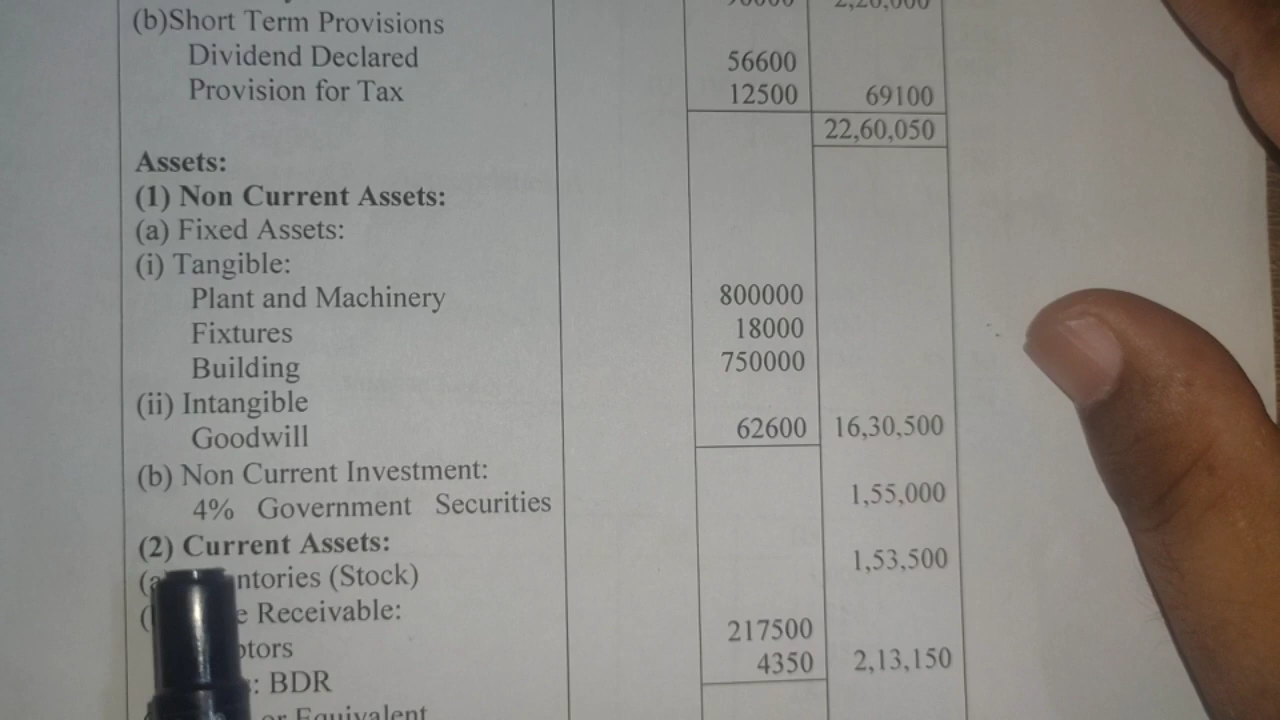 (b)Short Term Provisions
Dividend Declared 56600
Provision for Tax 12500 69100
22,60,050
Assets:
(1) Non Current Assets:
(a) Fixed Assets:
(i) Tangible:
Plant and Machinery 800000
Fixtures 18000
Building 750000
(ii) Intangible
Goodwill 62600 16,30,500
(b) Non Current Investment:
4% Government Securities 1,55,000
(2) Current Assets:
(Stock) 1,53,500
Receivable:
217500
BDR 4350 2,13,150
Equivalent